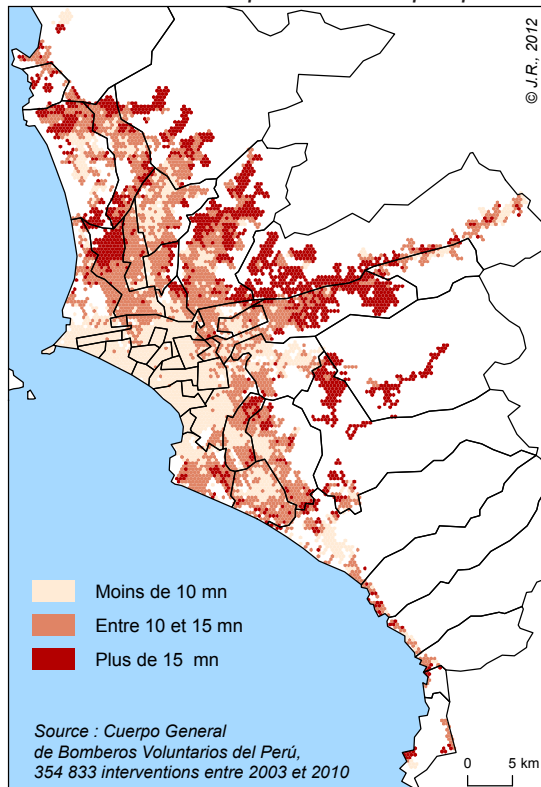 © J.R., 2012
Moins de 10 mn
Entre 10 et 15 mn
Plus de 15 mn
Source : Cuerpo General
de Bomberos Voluntarios del Perú,
354 833 interventions entre 2003 et 2010
0 5 km